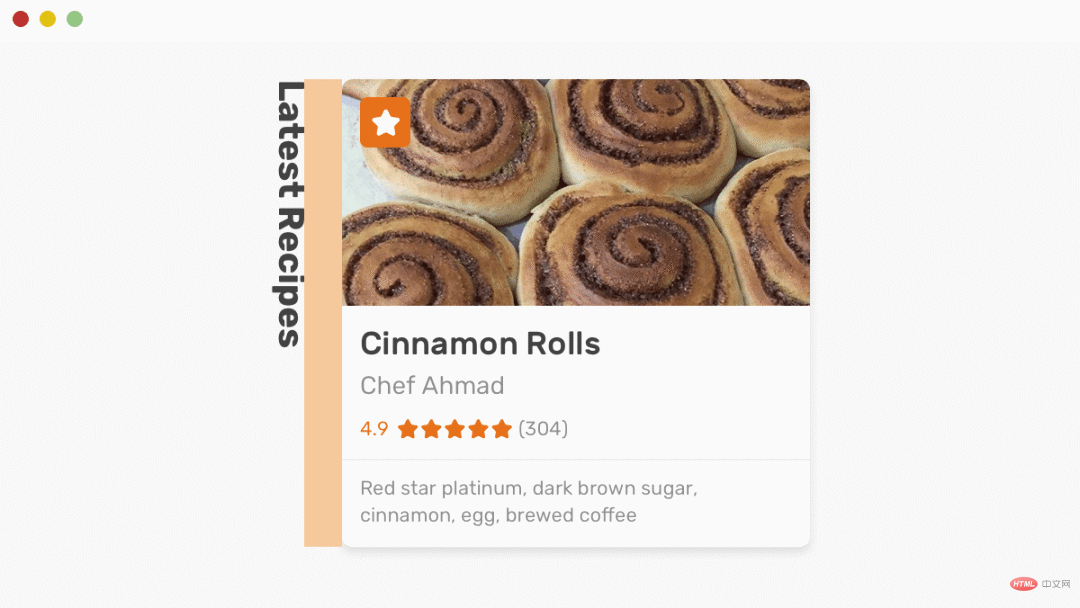 Latest Recipes
Cinnamon Rolls
Chef Ahmad
4.9 (304)
Red star platinum, dark brown sugar,
cinnamon, egg, brewed coffee
HTML 中文网